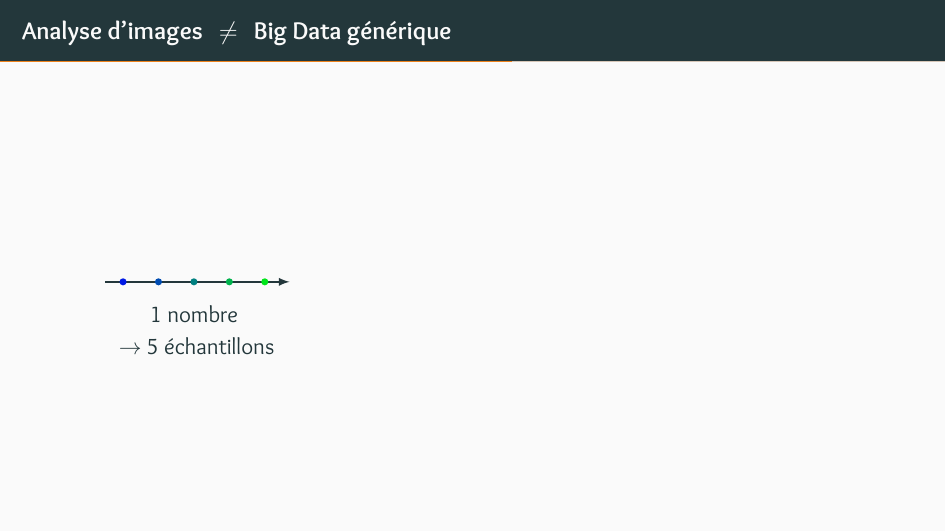 Analyse d’images ≠ Big Data générique
1 nombre
→ 5 échantillons